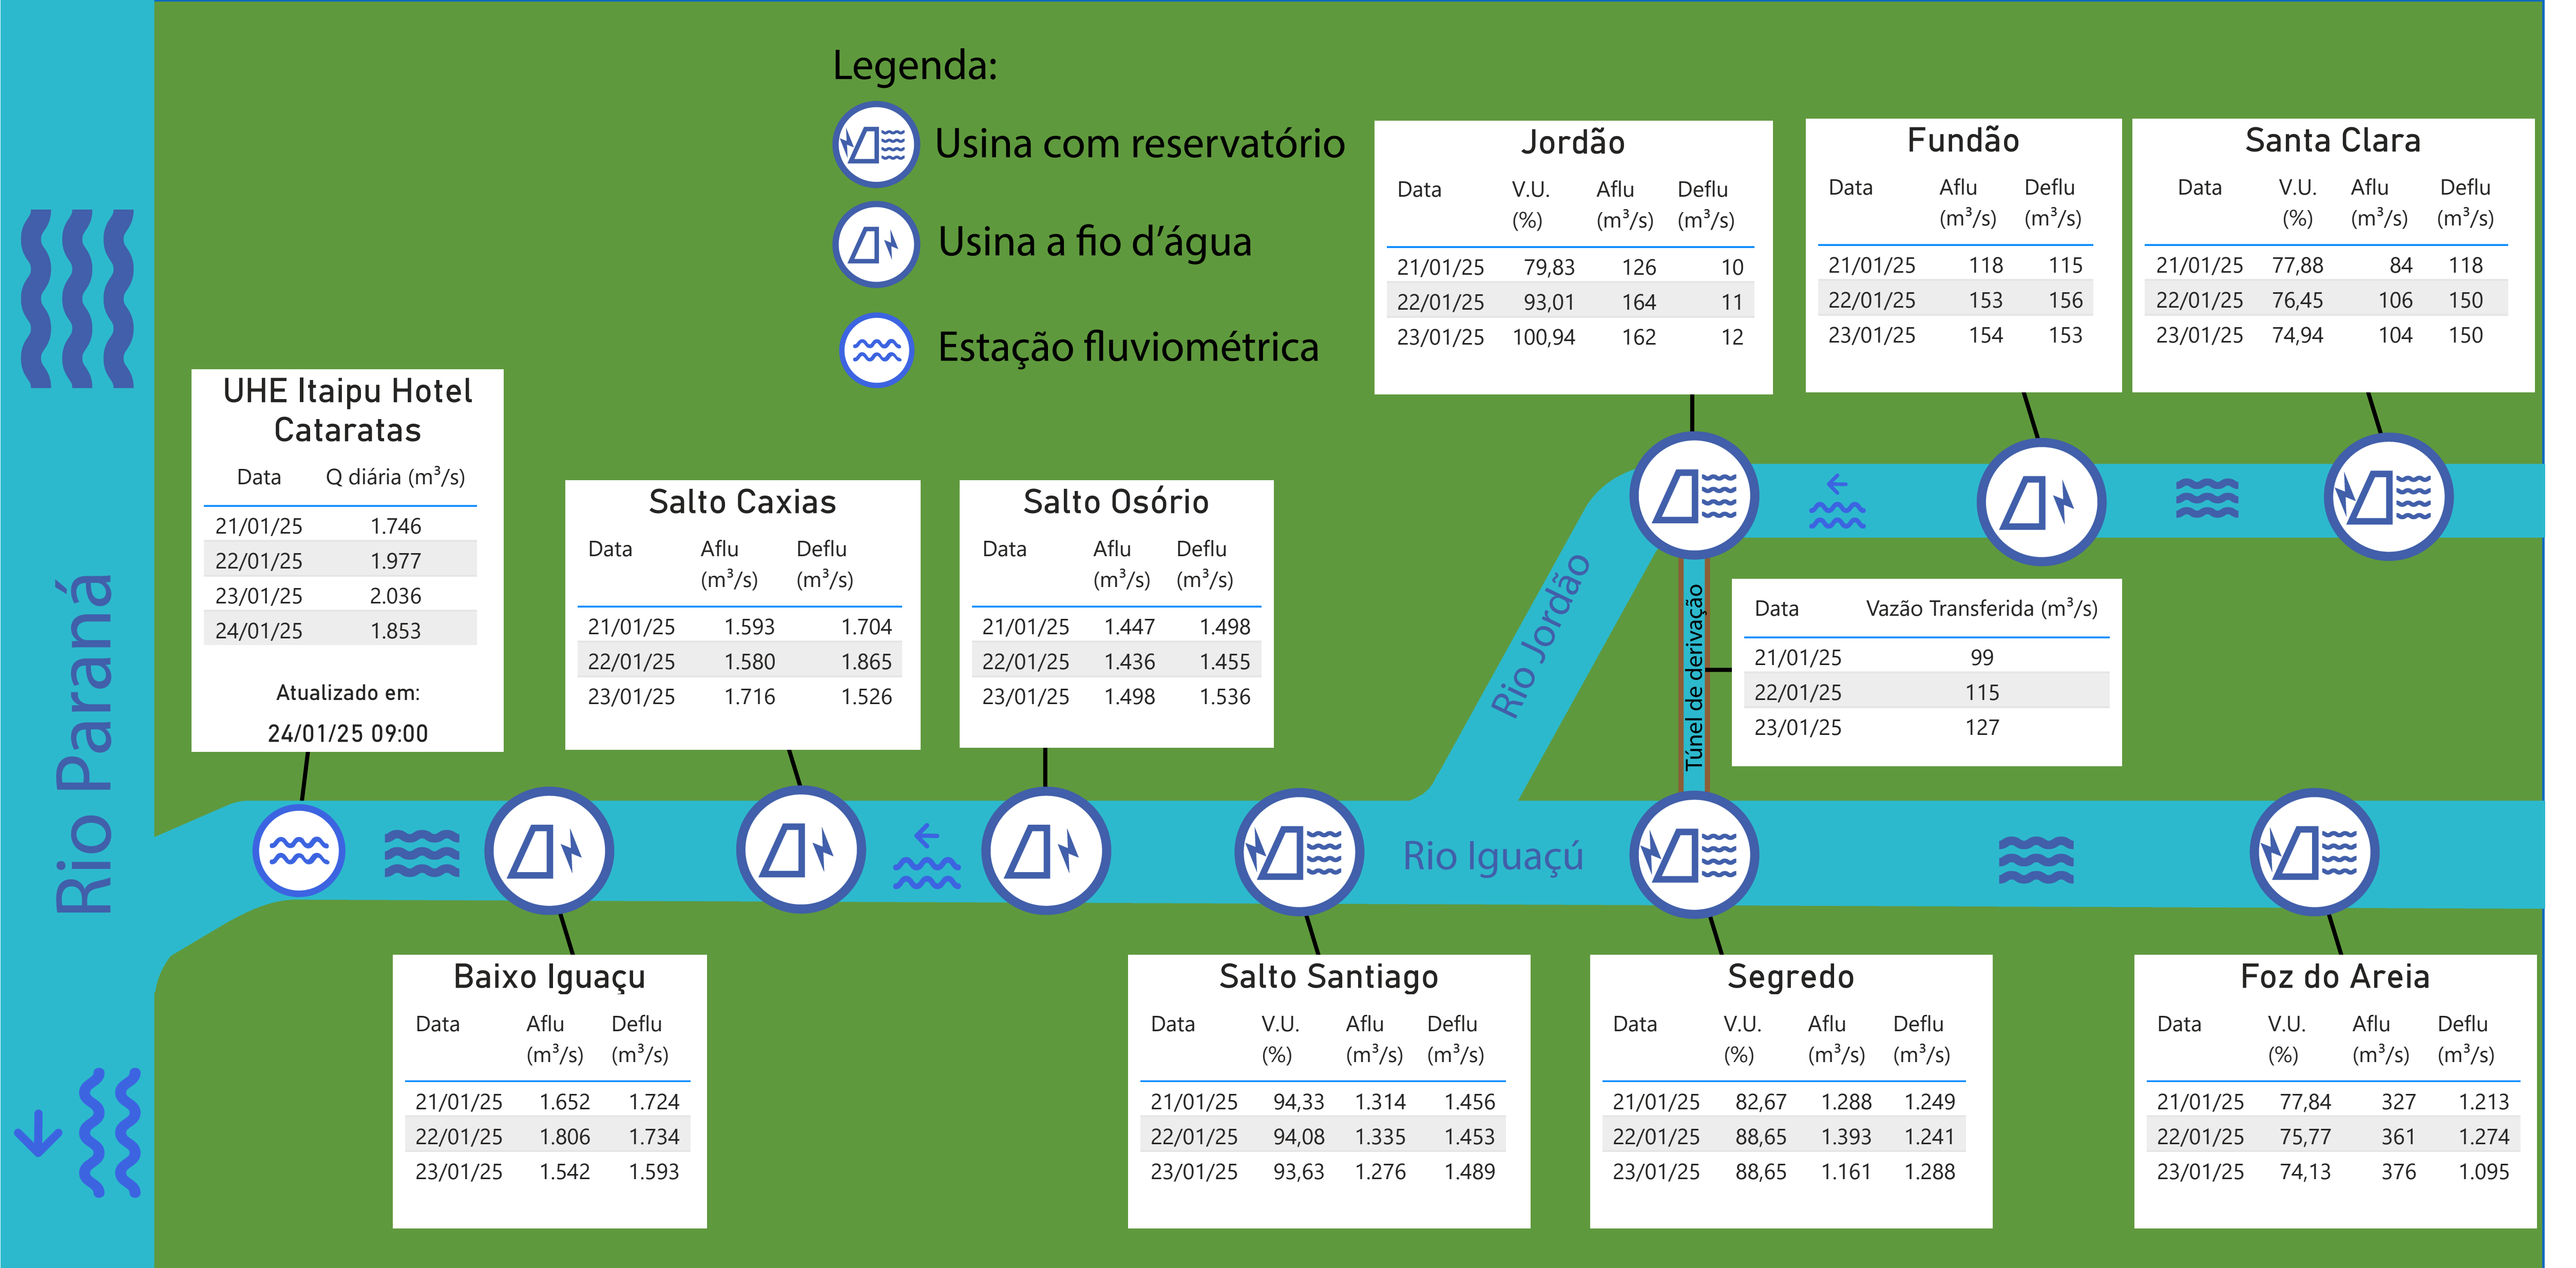 Legenda:
Usina com reservatório
Usina a fio d'água
Estação fluviométrica
Jordão
Data V.U. (%) Aflu (m³/s) Deflu (m³/s)
21/01/25 79,83 126 10
22/01/25 93,01 164 11
23/01/25 100,94 162 12
Fundão
Data Aflu (m³/s) Deflu (m³/s)
21/01/25 118 115
22/01/25 153 156
23/01/25 154 153
Santa Clara
Data V.U. (%) Aflu (m³/s) Deflu (m³/s)
21/01/25 77,88 84 118
22/01/25 76,45 106 150
23/01/25 74,94 104 150
UHE Itaipu Hotel
Cataratas
Data Q diária (m³/s)
21/01/25 1.746
22/01/25 1.977
23/01/25 2.036
24/01/25 1.853
Atualizado em:
24/01/25 09:00
Salto Caxias
Data Aflu (m³/s) Deflu (m³/s)
21/01/25 1.593 1.704
22/01/25 1.580 1.865
23/01/25 1.716 1.526
Salto Osório
Data Aflu (m³/s) Deflu (m³/s)
21/01/25 1.447 1.498
22/01/25 1.436 1.455
23/01/25 1.498 1.536
Rio Paraná
Rio Jordão
Túnel de derivação
Data Vazão Transferida (m³/s)
21/01/25 99
22/01/25 115
23/01/25 127
Rio Iguaçú
Baixo Iguaçu
Data Aflu (m³/s) Deflu (m³/s)
21/01/25 1.652 1.724
22/01/25 1.806 1.734
23/01/25 1.542 1.593
Salto Santiago
Data V.U. (%) Aflu (m³/s) Deflu (m³/s)
21/01/25 94,33 1.314 1.456
22/01/25 94,08 1.335 1.453
23/01/25 93,63 1.276 1.489
Segredo
Data V.U. (%) Aflu (m³/s) Deflu (m³/s)
21/01/25 82,67 1.288 1.249
22/01/25 88,65 1.393 1.241
23/01/25 88,65 1.161 1.288
Foz do Areia
Data V.U. (%) Aflu (m³/s) Deflu (m³/s)
21/01/25 77,84 327 1.213
22/01/25 75,77 361 1.274
23/01/25 74,13 376 1.095